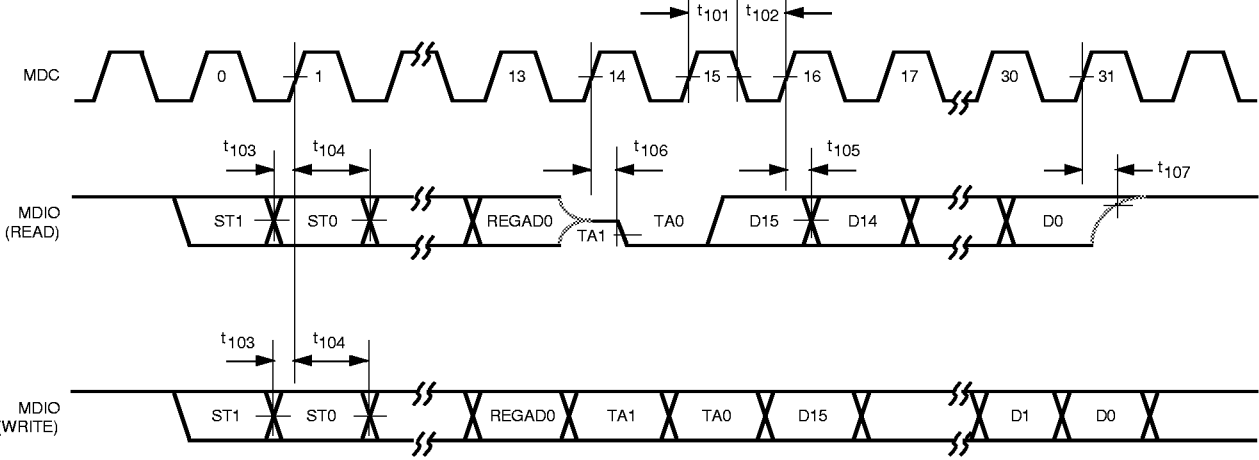 t101 t102
MDC 0 1 13 14 15 16 17 30 31
t103 t104 t106 t105 t107
MDIO
(READ) ST1 ST0 REGAD0 TA1 TA0 D15 D14 D0
t103 t104
MDIO
(WRITE) ST1 ST0 REGAD0 TA1 TA0 D15 D1 D0